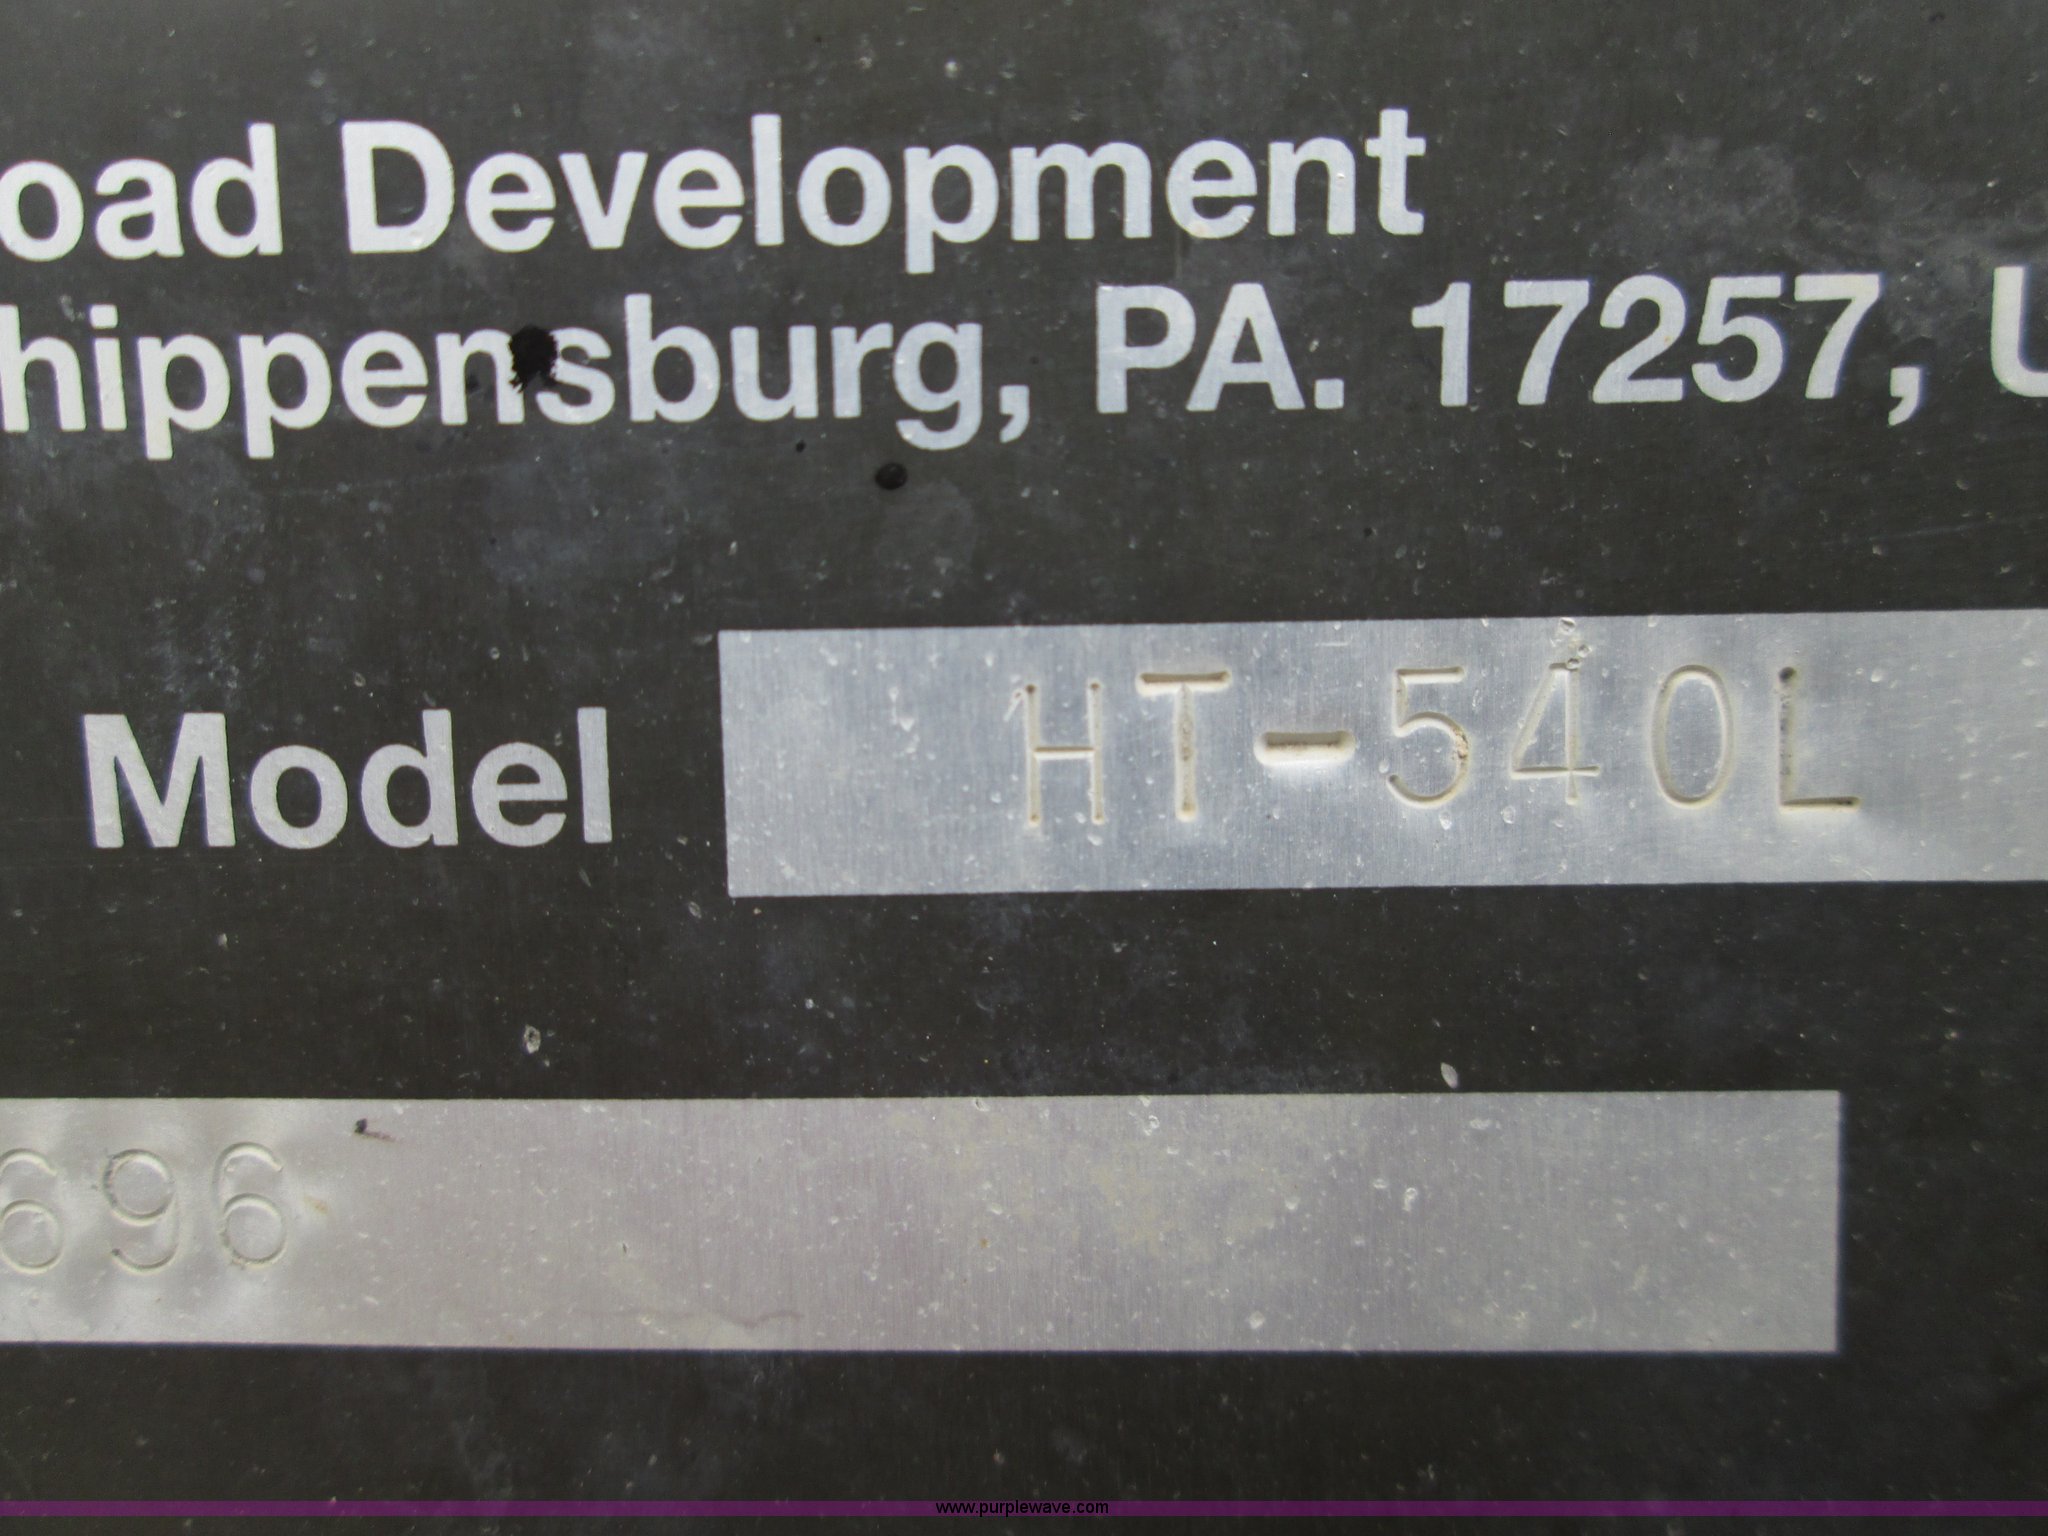 oad Development
hippensburg, PA. 17257, U
Model HT-540L
696
www.purplewave.com